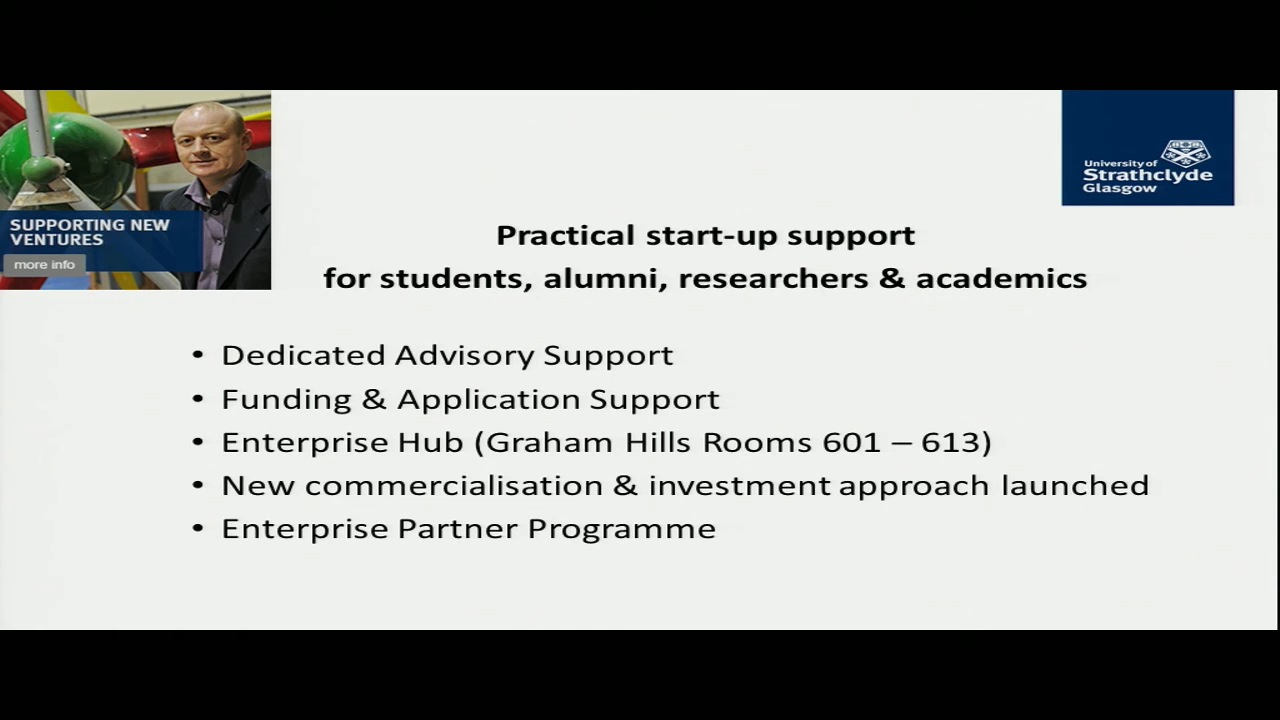 SUPPORTING NEW
VENTURES
more info
University of
Strathclyde
Glasgow
Practical start-up support
for students, alumni, researchers & academics
• Dedicated Advisory Support
• Funding & Application Support
• Enterprise Hub (Graham Hills Rooms 601 – 613)
• New commercialisation & investment approach launched
• Enterprise Partner Programme